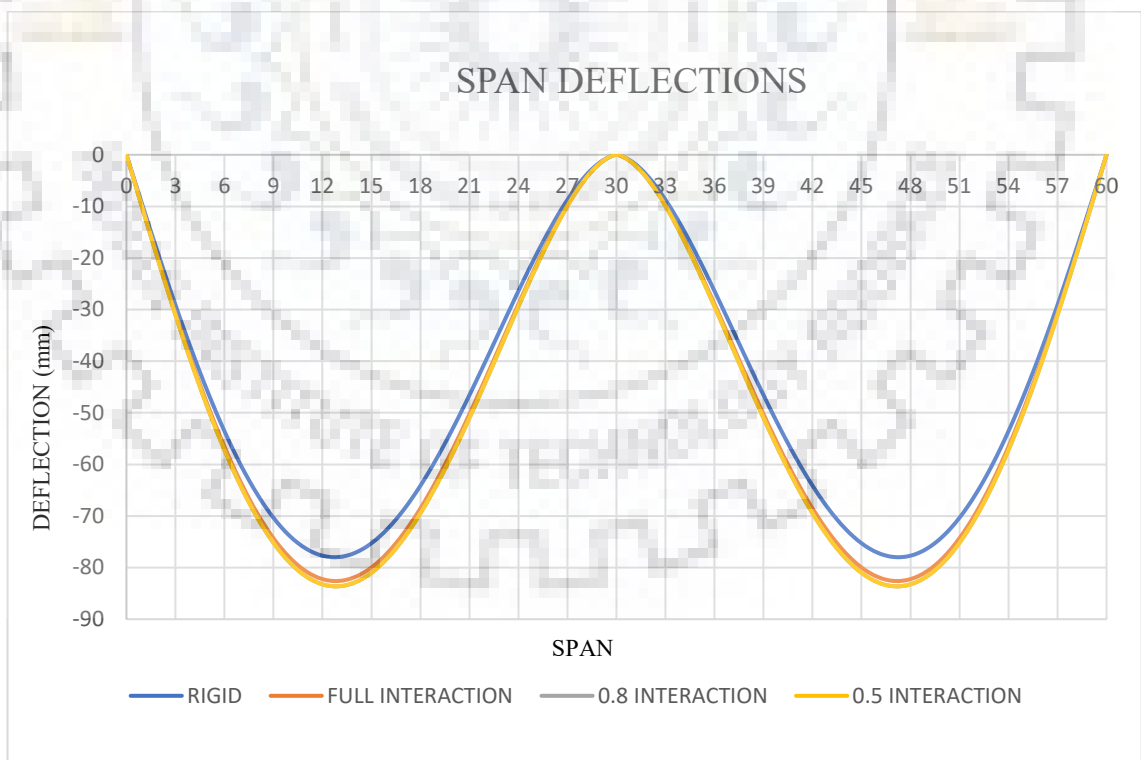 SPAN DEFLECTIONS
0
0 3 6 9 12 15 18 21 24 27 30 33 36 39 42 45 48 51 54 57 60
-10
-20
-30
-40
-50
-60
-70
-80
-90
DEFLECTION (mm)
SPAN
RIGID FULL INTERACTION 0.8 INTERACTION 0.5 INTERACTION